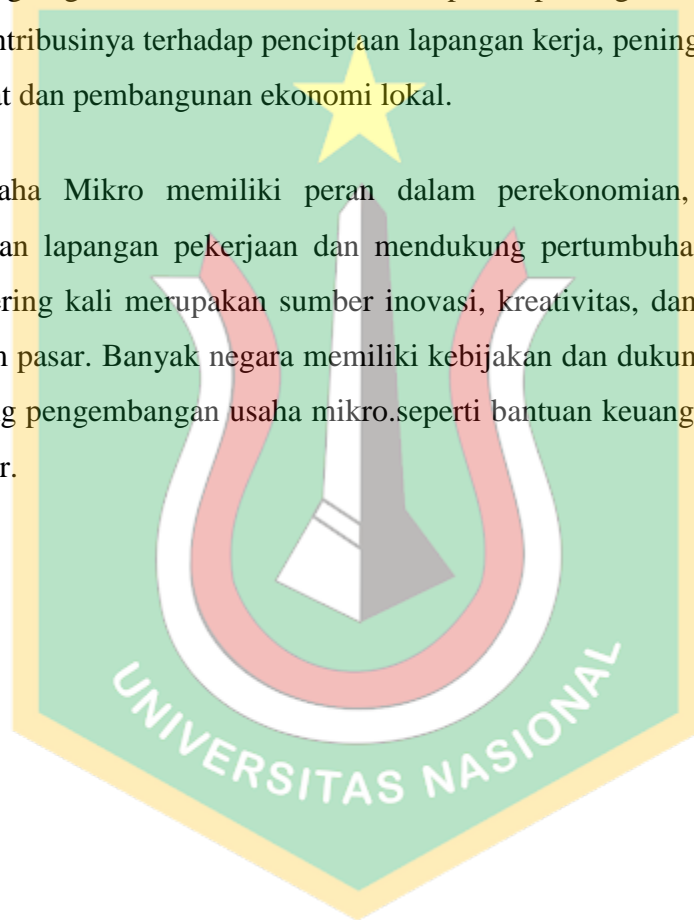 ntribusinya terhadap penciptaan lapangan kerja, pening
at dan pembangunan ekonomi lokal.
aha Mikro memiliki peran dalam perekonomian,
an lapangan pekerjaan dan mendukung pertumbuha
ering kali merupakan sumber inovasi, kreativitas, dan
n pasar. Banyak negara memiliki kebijakan dan dukun
g pengembangan usaha mikro.seperti bantuan keuang
r.
UNIVERSITAS NASIONAL